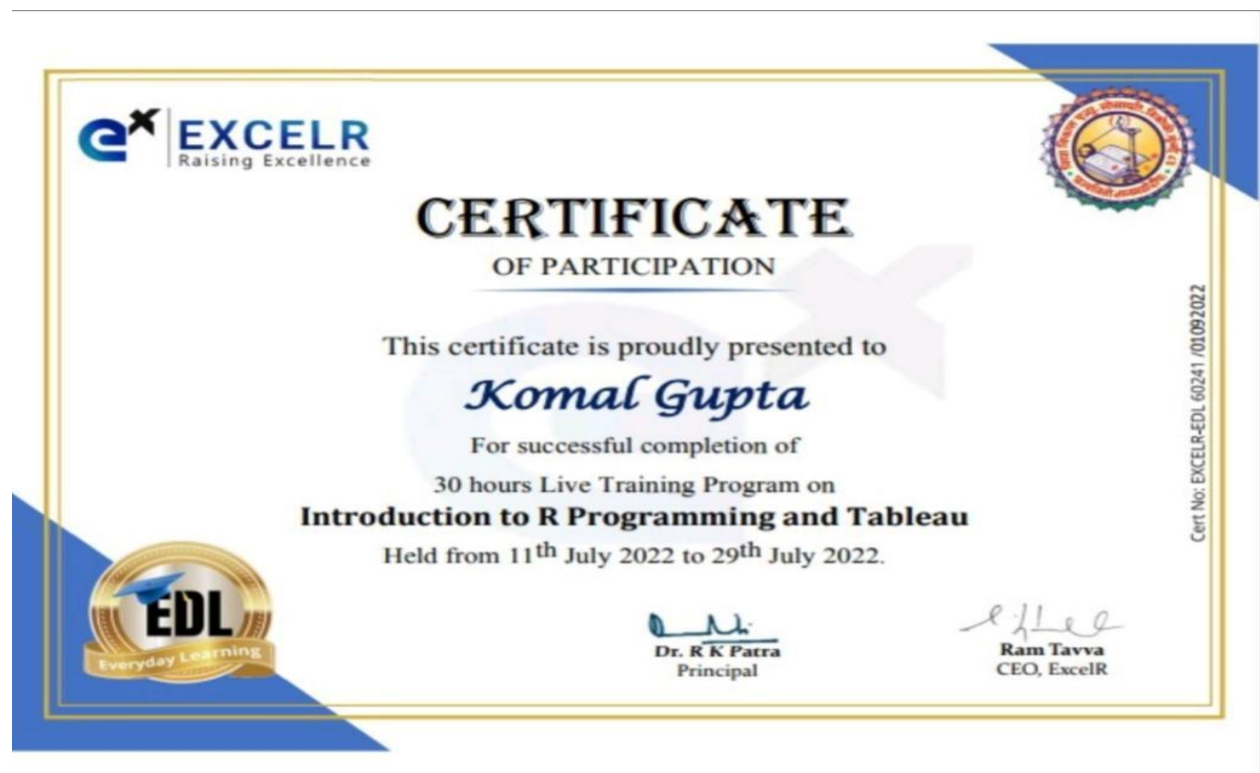 EXCELR
Raising Excellence
CERTIFICATE
OF PARTICIPATION
This certificate is proudly presented to
Komal Gupta
For successful completion of
30 hours Live Training Program on
Introduction to R Programming and Tableau
Held from 11th July 2022 to 29th July 2022.
Cert No: EXCELR-EDL 60241 /01092022
EDL
Everyday Learning
Dr. R K Patra
Principal
Ram Tavva
CEO, ExcelR